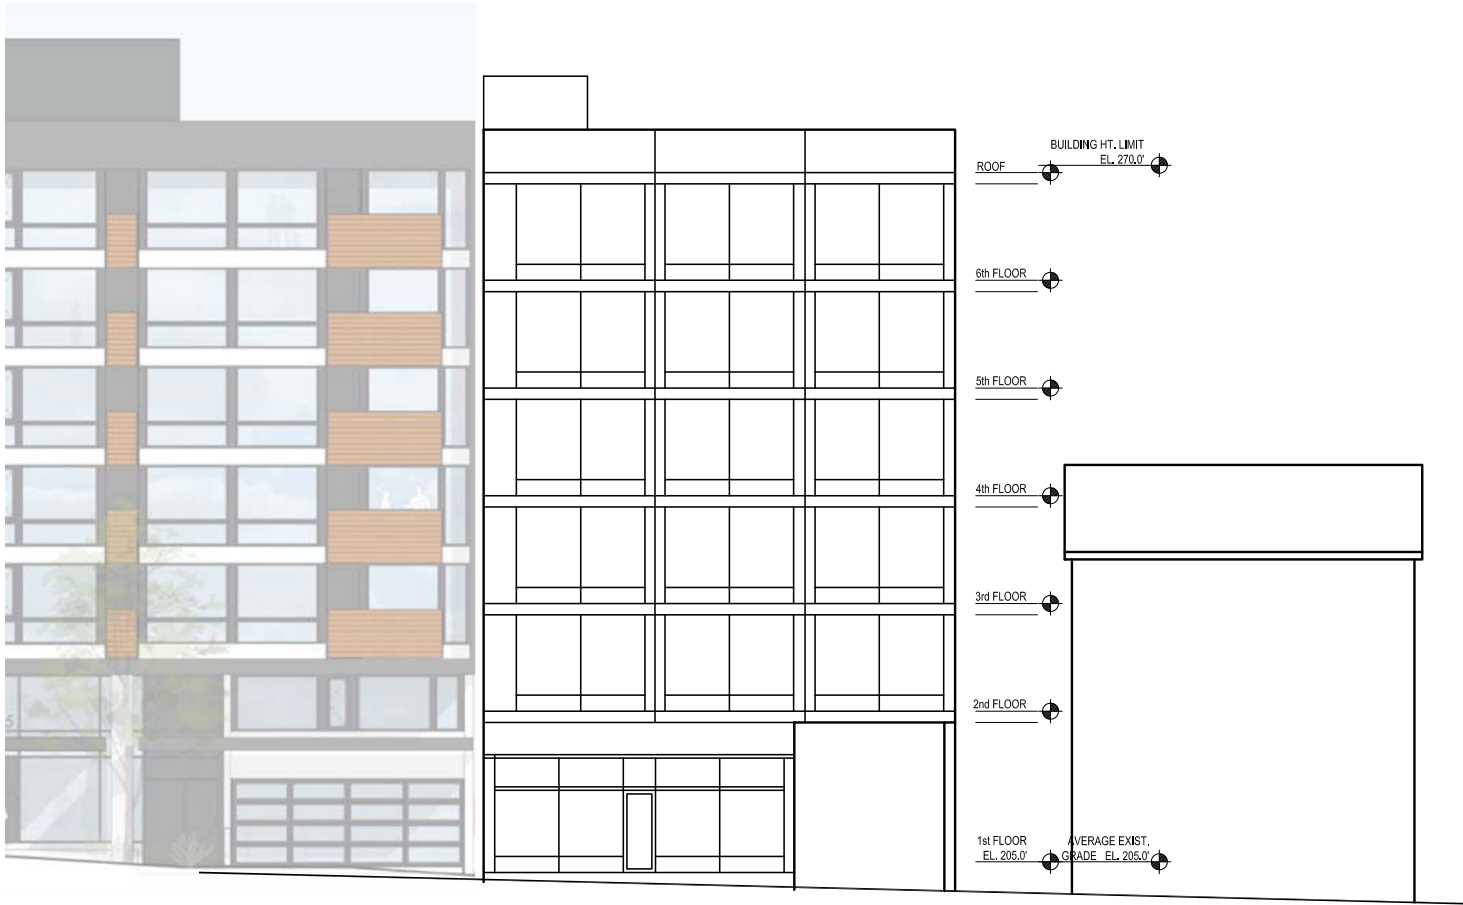 BUILDING HT. LIMIT
EL. 270.0'
ROOF
6th FLOOR
5th FLOOR
4th FLOOR
3rd FLOOR
2nd FLOOR
1st FLOOR
EL. 205.0'
AVERAGE EXIST.
GRADE EL. 205.0'
5